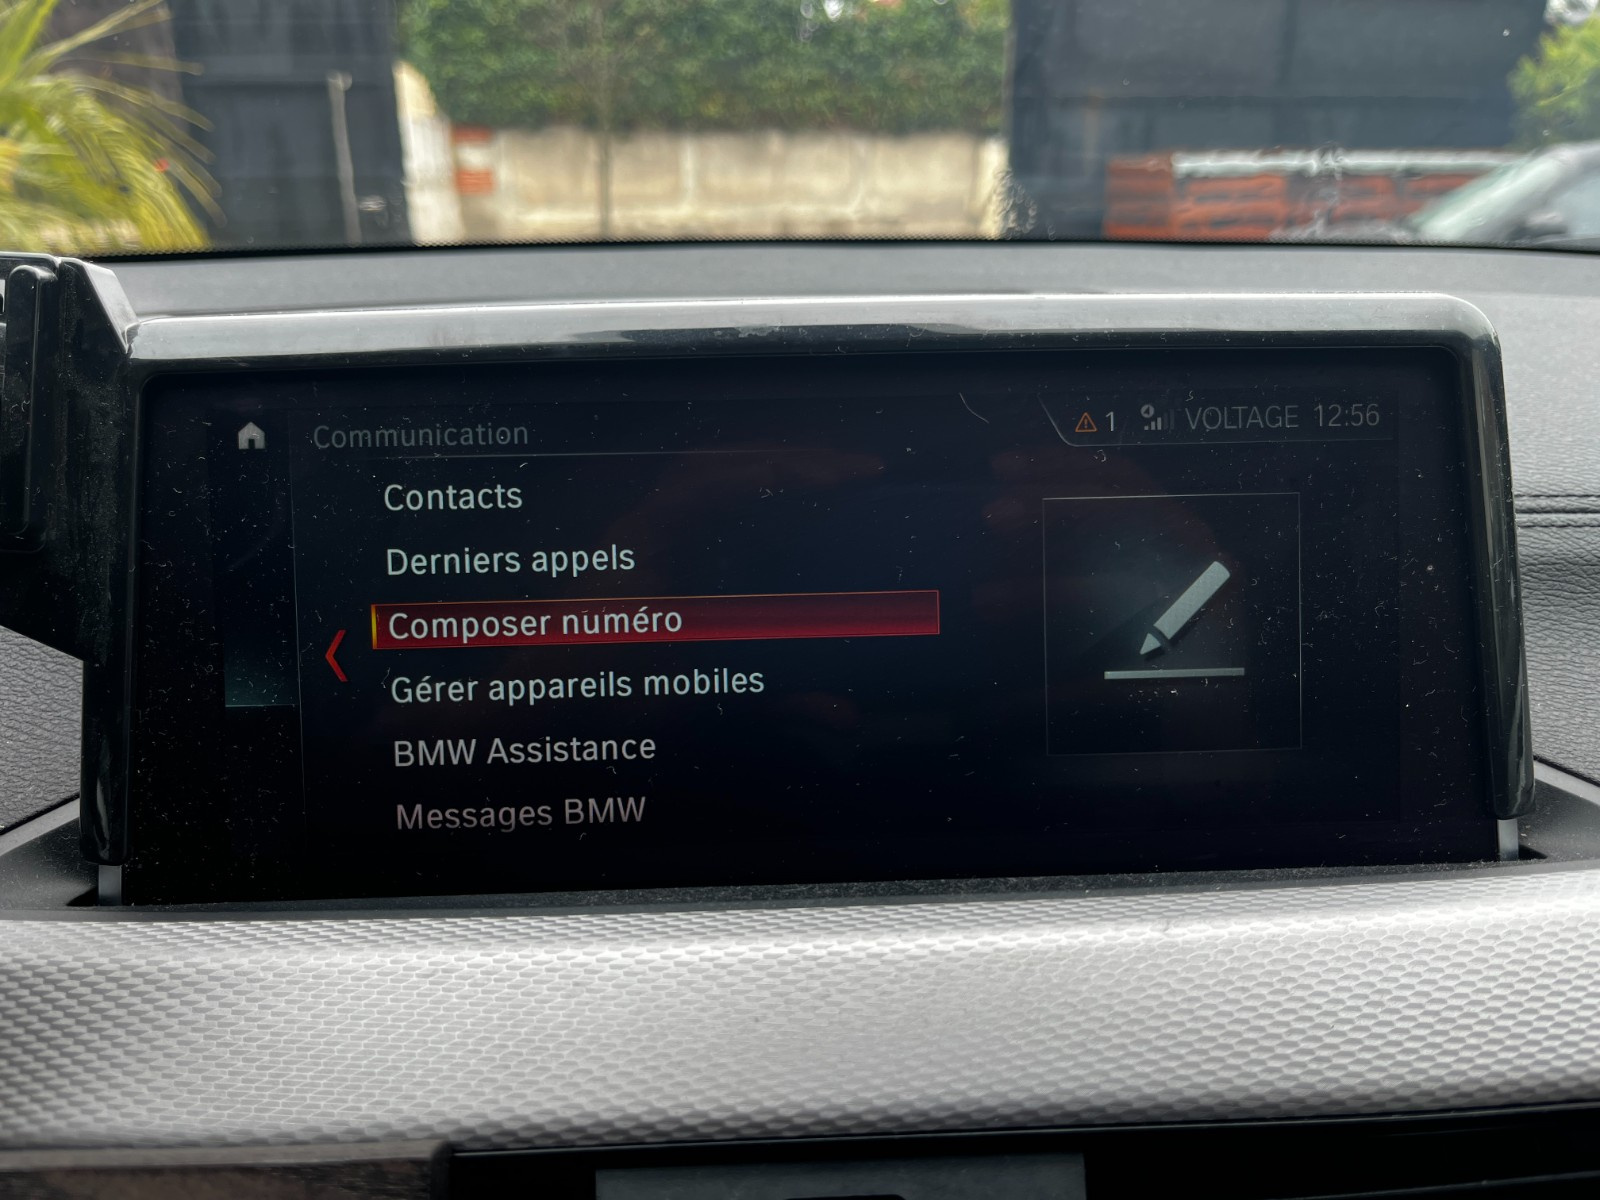 Communication
1 VOLTAGE 12:56
Contacts
Derniers appels
Composer numéro
Gérer appareils mobiles
BMW Assistance
Messages BMW